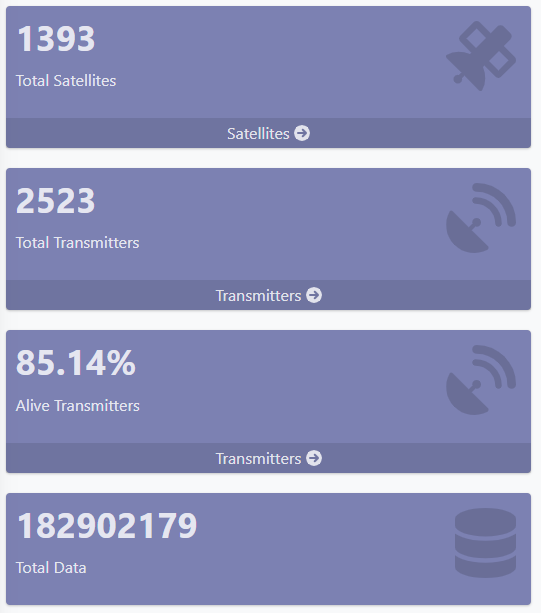 1393
Total Satellites
Satellites
2523
Total Transmitters
Transmitters
85.14%
Alive Transmitters
Transmitters
182902179
Total Data